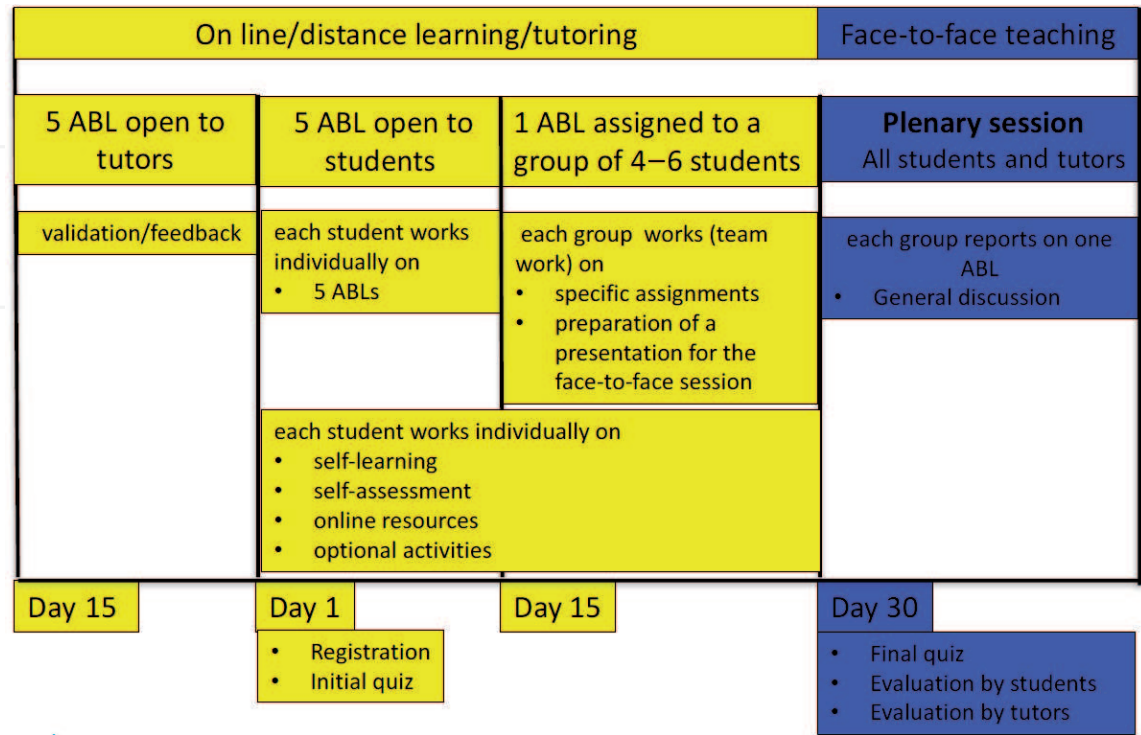 On line/distance learning/tutoring
Face-to-face teaching
5 ABL open to
tutors
5 ABL open to
students
1 ABL assigned to a
group of 4–6 students
Plenary session
All students and tutors
validation/feedback
each student works
individually on
• 5 ABLs
each group works (team
work) on
• specific assignments
• preparation of a
presentation for the
face-to-face session
each group reports on one
ABL
• General discussion
each student works individually on
• self-learning
• self-assessment
• online resources
• optional activities
Day 15
Day 1
Day 15
Day 30
• Registration
• Initial quiz
• Final quiz
• Evaluation by students
• Evaluation by tutors